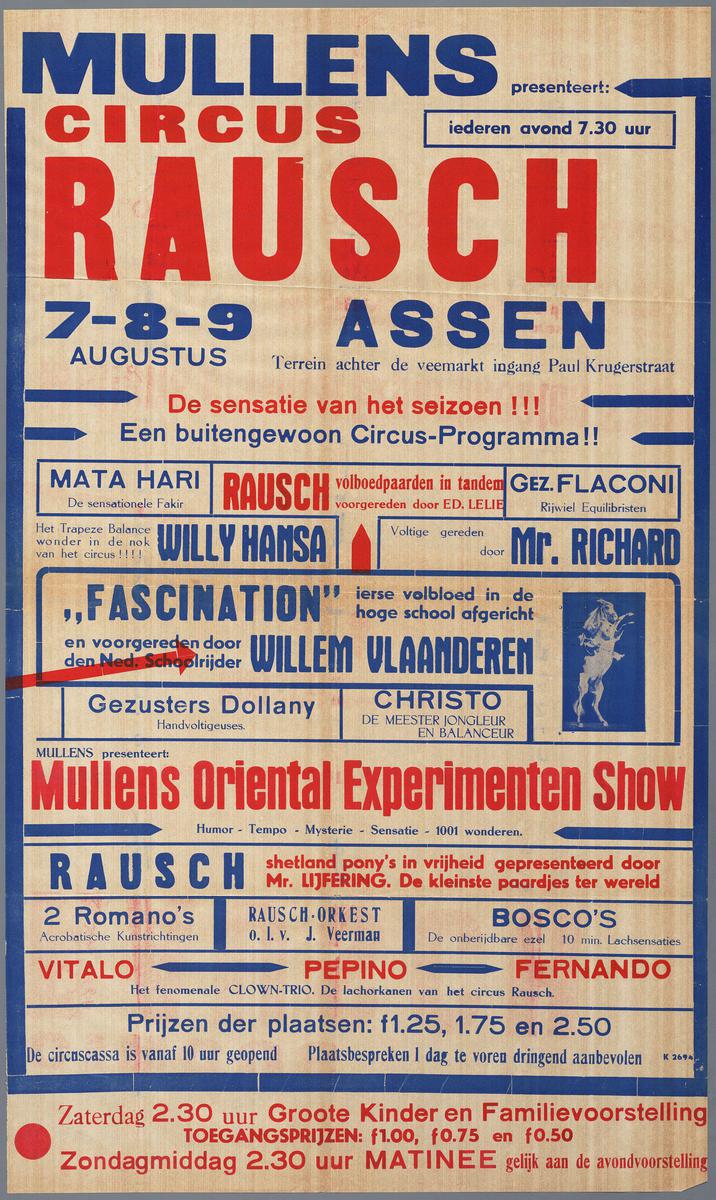 MULLENS presenteert:
CIRCUS
iederen avond 7.30 uur
RAUSCH
7-8-9 ASSEN
AUGUSTUS Terrein achter de veemarkt ingang Paul Krugerstraat
De sensatie van het seizoen !!!
Een buitengewoon Circus-Programma!!
MATA HARI
De sensationele Fakir
RAUSCH volboedpaarden in tandem
voorgereden door ED. LELIE
GEZ. FLACONI
Rijwiel Equilibristen
Het Trapeze Balance
wonder in de nok
van het circus !!!!
WILLY HANSA
Voltige gereden
door Mr. RICHARD
„FASCINATION" ierse volbloed in de
hoge school afgericht
en voorgereden door
den Ned. Schoolrijder WILLEM VLAANDEREN
Gezusters Dollany
Handvoltigeuses.
CHRISTO
DE MEESTER JONGLEUR
EN BALANCEUR
MULLENS presenteert:
Mullens Oriental Experimenten Show
Humor - Tempo - Mysterie - Sensatie - 1001 wonderen.
RAUSCH shetland pony's in vrijheid gepresenteerd door
Mr. LIJFERING. De kleinste paardjes ter wereld
2 Romano's
Acrobatische Kunstrichtingen
RAUSCH-ORKEST
o. l. v. J. Veerman
BOSCO'S
De onberijdbare ezel 10 min. Lachsensaties
VITALO PEPINO FERNANDO
Het fenomenale CLOWN-TRIO. De lachorkanen van het circus Rausch.
Prijzen der plaatsen: f1.25, 1.75 en 2.50
De circuscassa is vanaf 10 uur geopend Plaatsbespreken 1 dag te voren dringend aanbevolen K 2694
Zaterdag 2.30 uur Groote Kinder en Familievoorstelling
TOEGANGSPRIJZEN: f1.00, f0.75 en f0.50
Zondagmiddag 2.30 uur MATINEE gelijk aan de avondvoorstelling